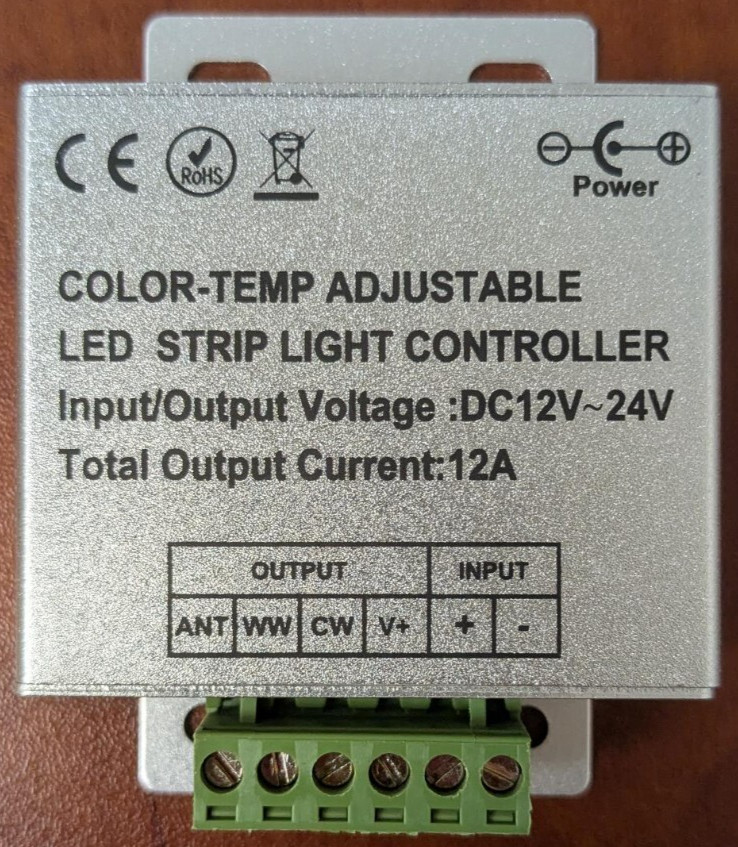 CE RoHS
Power
COLOR-TEMP ADJUSTABLE
LED STRIP LIGHT CONTROLLER
Input/Output Voltage :DC12V~24V
Total Output Current:12A
OUTPUT INPUT
ANT WW CW V+ + -